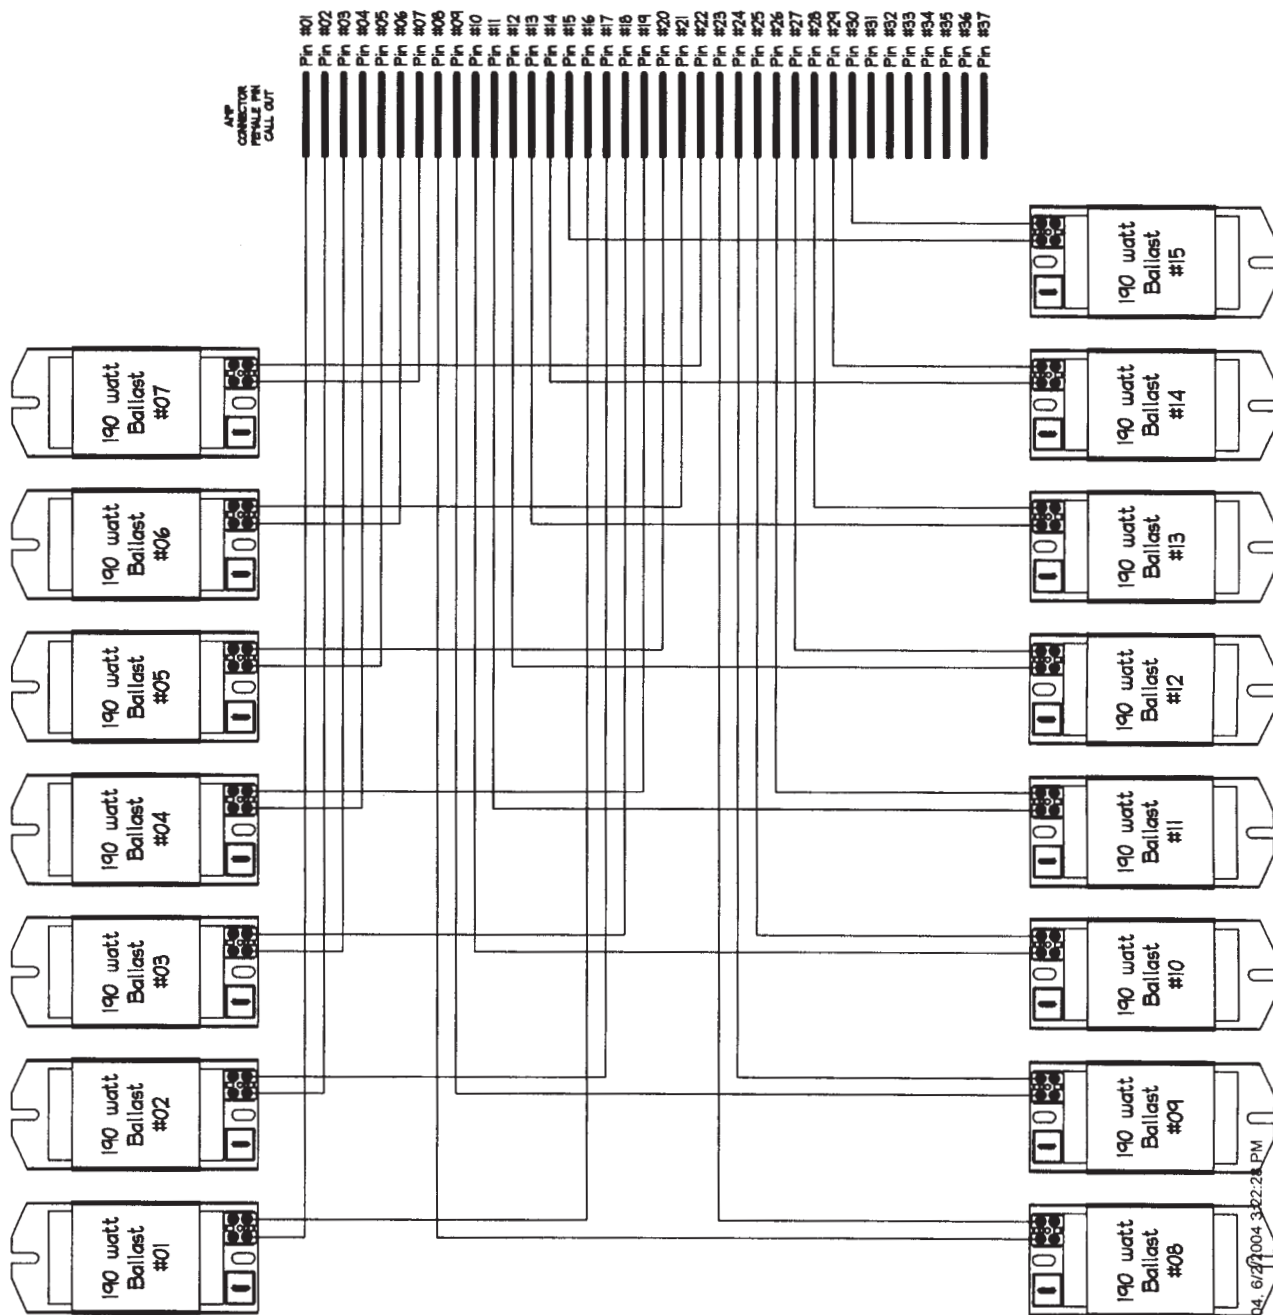 AMP
CONNECTOR
FEMALE PIN
CALL OUT
Pin #01
Pin #02
Pin #03
Pin #04
Pin #05
Pin #06
Pin #07
Pin #08
Pin #09
Pin #10
Pin #11
Pin #12
Pin #13
Pin #14
Pin #15
Pin #16
Pin #17
Pin #18
Pin #19
Pin #20
Pin #21
Pin #22
Pin #23
Pin #24
Pin #25
Pin #26
Pin #27
Pin #28
Pin #29
Pin #30
Pin #31
Pin #32
Pin #33
Pin #34
Pin #35
Pin #36
Pin #37
190 watt
Ballast
#01
190 watt
Ballast
#02
190 watt
Ballast
#03
190 watt
Ballast
#04
190 watt
Ballast
#05
190 watt
Ballast
#06
190 watt
Ballast
#07
190 watt
Ballast
#08
190 watt
Ballast
#09
190 watt
Ballast
#10
190 watt
Ballast
#11
190 watt
Ballast
#12
190 watt
Ballast
#13
190 watt
Ballast
#14
190 watt
Ballast
#15
04, 6/2/2004 3:22:28 PM